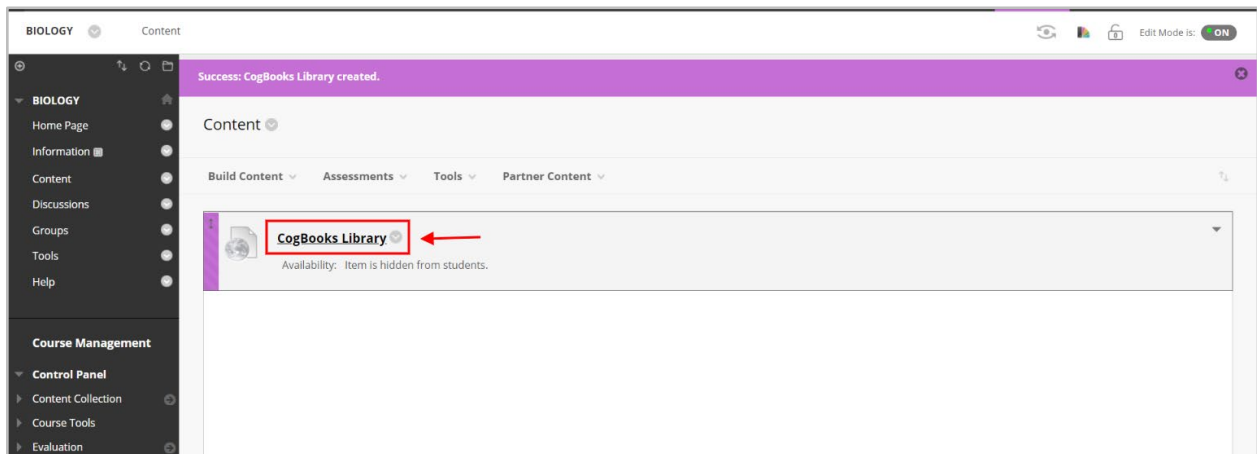 BIOLOGY Content Edit Mode is: ON
Success: CogBooks Library created.
BIOLOGY
Home Page
Information
Content
Discussions
Groups
Tools
Help
Course Management
Control Panel
Content Collection
Course Tools
Evaluation
Content
Build Content Assessments Tools Partner Content
CogBooks Library
Availability: Item is hidden from students.